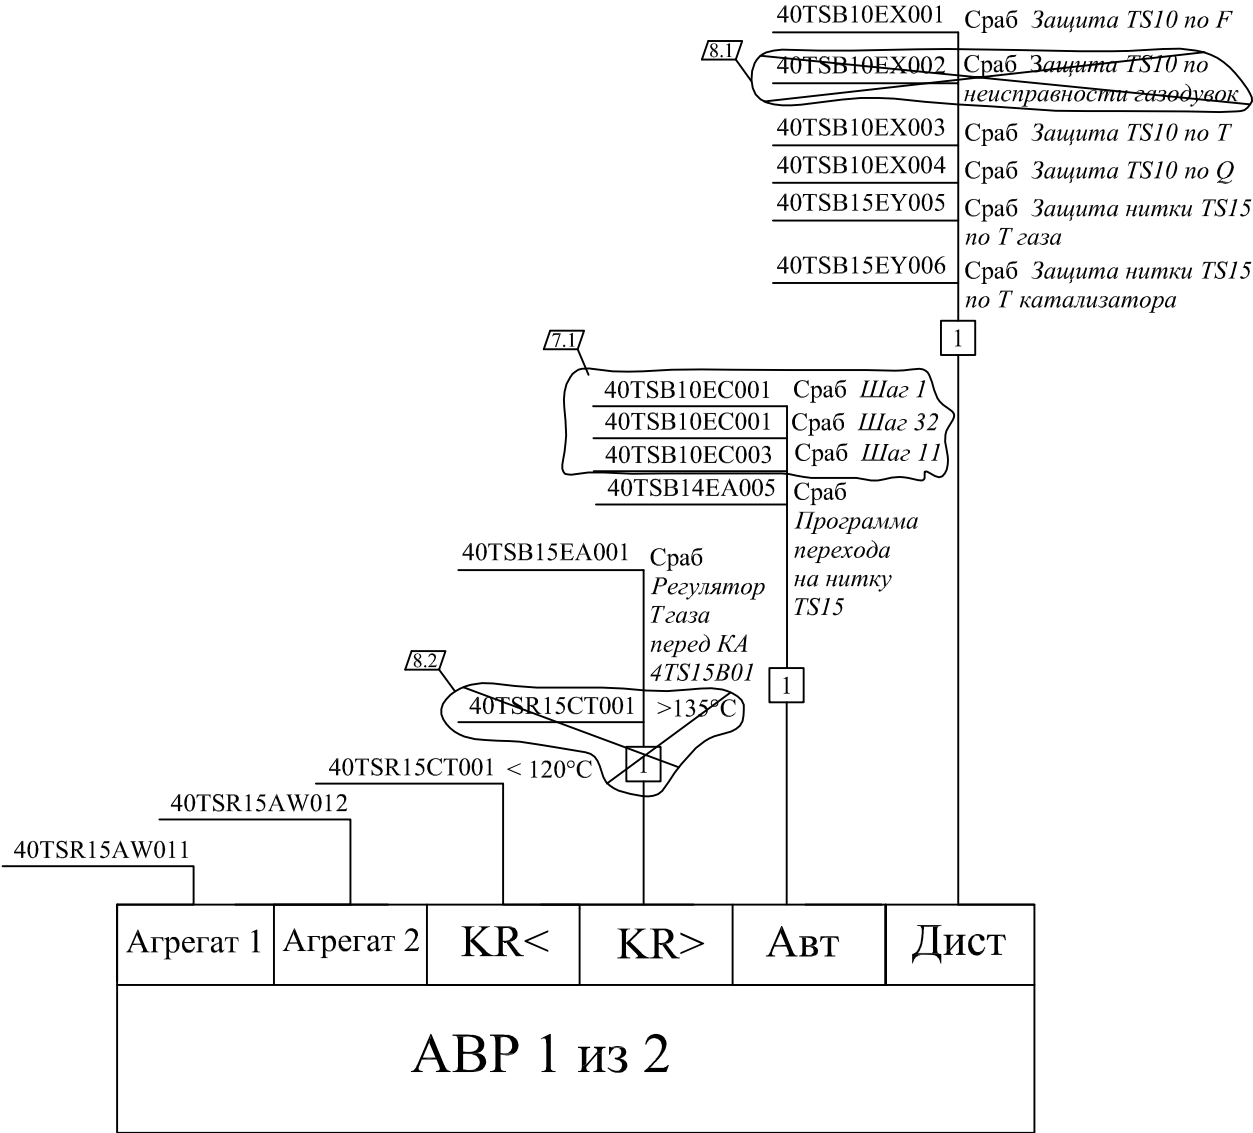 40TSB10EX001 Сраб Защита TS10 по F
8.1
40TSB10EX002 Сраб Защита TS10 по
неисправности газодувок
40TSB10EX003 Сраб Защита TS10 по T
40TSB10EX004 Сраб Защита TS10 по Q
40TSB15EY005 Сраб Защита нитки TS15
по Т газа
40TSB15EY006 Сраб Защита нитки TS15
по Т катализатора
1
7.1
40TSB10EC001 Сраб Шаг 1
40TSB10EC001 Сраб Шаг 32
40TSB10EC003 Сраб Шаг 11
40TSB14EA005 Сраб
Программа
перехода
на нитку
TS15
40TSB15EA001 Сраб
Регулятор
Т газа
перед КА
4TS15B01
8.2
1
40TSR15CT001 >135°C
1
40TSR15CT001 < 120°C
40TSR15AW012
40TSR15AW011
Агрегат 1 Агрегат 2 KR< KR> Авт Дист
АВР 1 из 2